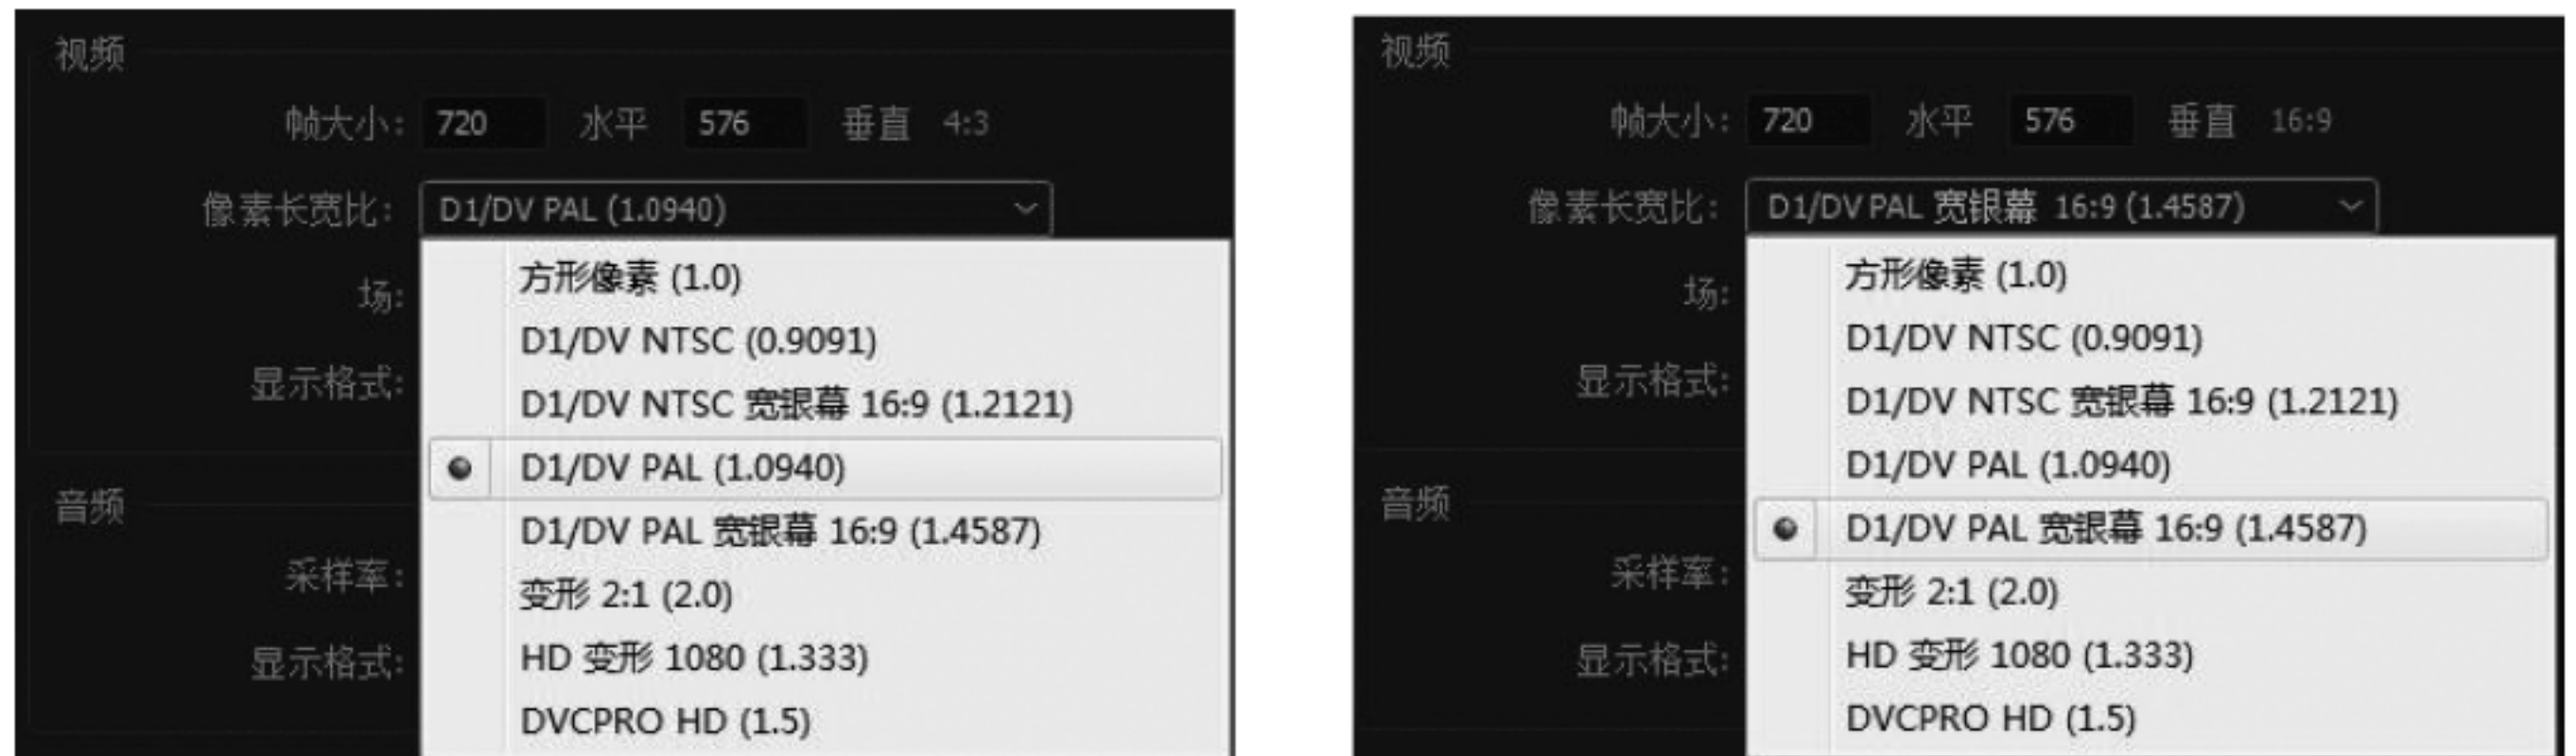 视频
帧大小: 720 水平 576 垂直 4:3
像素长宽比: D1/DV PAL (1.0940)
方形像素 (1.0)
场:
D1/DV NTSC (0.9091)
显示格式:
D1/DV NTSC 宽银幕 16:9 (1.2121)
D1/DV PAL (1.0940)
音频
D1/DV PAL 宽银幕 16:9 (1.4587)
采样率:
变形 2:1 (2.0)
显示格式:
HD 变形 1080 (1.333)
DVCPRO HD (1.5)
视频
帧大小: 720 水平 576 垂直 16:9
像素长宽比: D1/DV PAL 宽银幕 16:9 (1.4587)
方形像素 (1.0)
场:
D1/DV NTSC (0.9091)
显示格式:
D1/DV NTSC 宽银幕 16:9 (1.2121)
D1/DV PAL (1.0940)
音频
D1/DV PAL 宽银幕 16:9 (1.4587)
采样率:
变形 2:1 (2.0)
显示格式:
HD 变形 1080 (1.333)
DVCPRO HD (1.5)